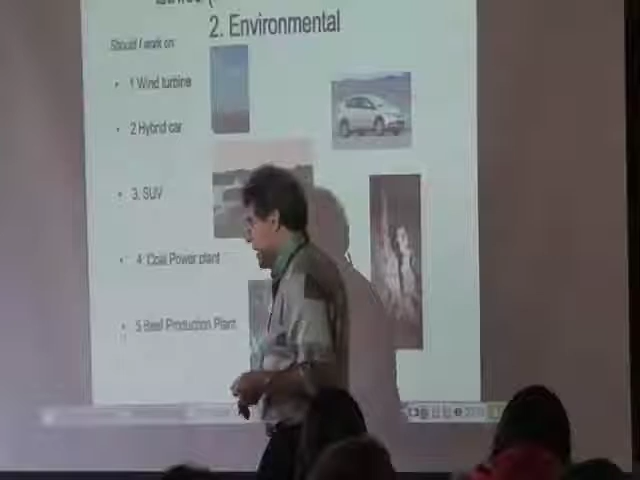 2. Environmental
Should I work on
• 1 Wind turbine
• 2 Hybrid car
• 3. SUV
• 4 Coal Power plant
• 5 Beef Production Plant